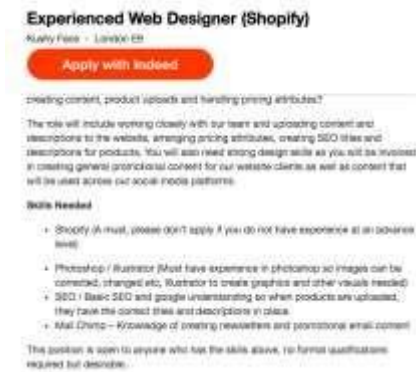 Experienced Web Designer (Shopify)
Kushy Face - London E8
Apply with Indeed
creating content, product uploads and handling pricing attributes?
The role will include working closely with our team and uploading content and
descriptions to the website, arranging pricing attributes, creating SEO titles and
descriptions for products. You will also need strong design skills as you will be involved
in creating general promotional content for our website clients as well as content that
will be used across our social media platforms.
Skills Needed
• Shopify (A must, please don't apply if you do not have experience at an advance
level)
• Photoshop / Illustrator (Must have experience in photoshop so images can be
corrected, changed etc, Illustrator to create graphics and other visuals needed)
• SEO / Basic SEO and google understanding so when products are uploaded,
they have the correct titles and descriptions in place.
• Mail Chimp – Knowledge of creating newsletters and promotional email content
This position is open to anyone who has the skills above, no formal qualifications
required but desirable.